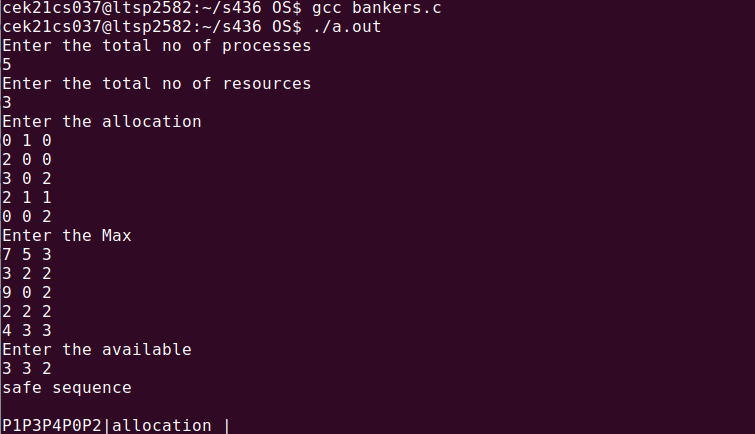 cek21cs037@ltsp2582:~/s436 OS$ gcc bankers.c
cek21cs037@ltsp2582:~/s436 OS$ ./a.out
Enter the total no of processes
5
Enter the total no of resources
3
Enter the allocation
0 1 0
2 0 0
3 0 2
2 1 1
0 0 2
Enter the Max
7 5 3
3 2 2
9 0 2
2 2 2
4 3 3
Enter the available
3 3 2
safe sequence
P1P3P4P0P2|allocation |